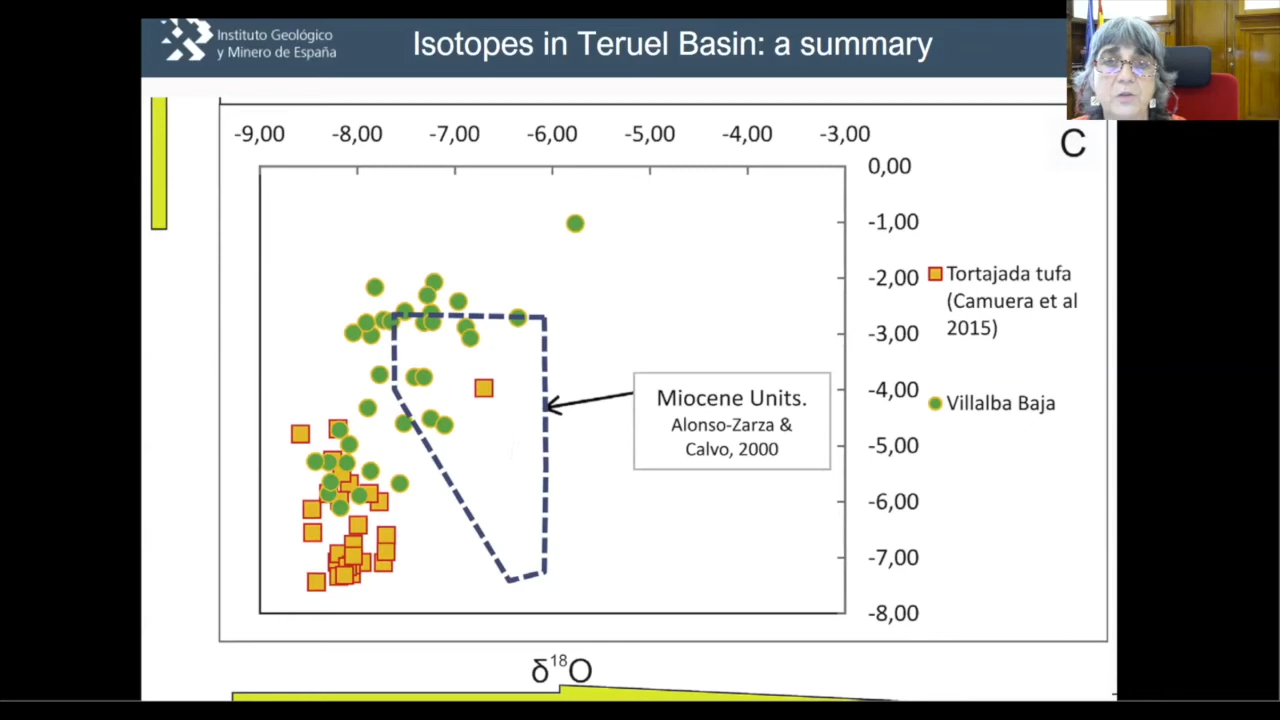 Instituto Geológico
y Minero de España
Isotopes in Teruel Basin: a summary
-9,00 -8,00 -7,00 -6,00 -5,00 -4,00 -3,00
C
0,00
-1,00
-2,00
-3,00
-4,00
-5,00
-6,00
-7,00
-8,00
Tortajada tufa
(Camuera et al
2015)
Villalba Baja
Miocene Units.
Alonso-Zarza &
Calvo, 2000
δ¹⁸O